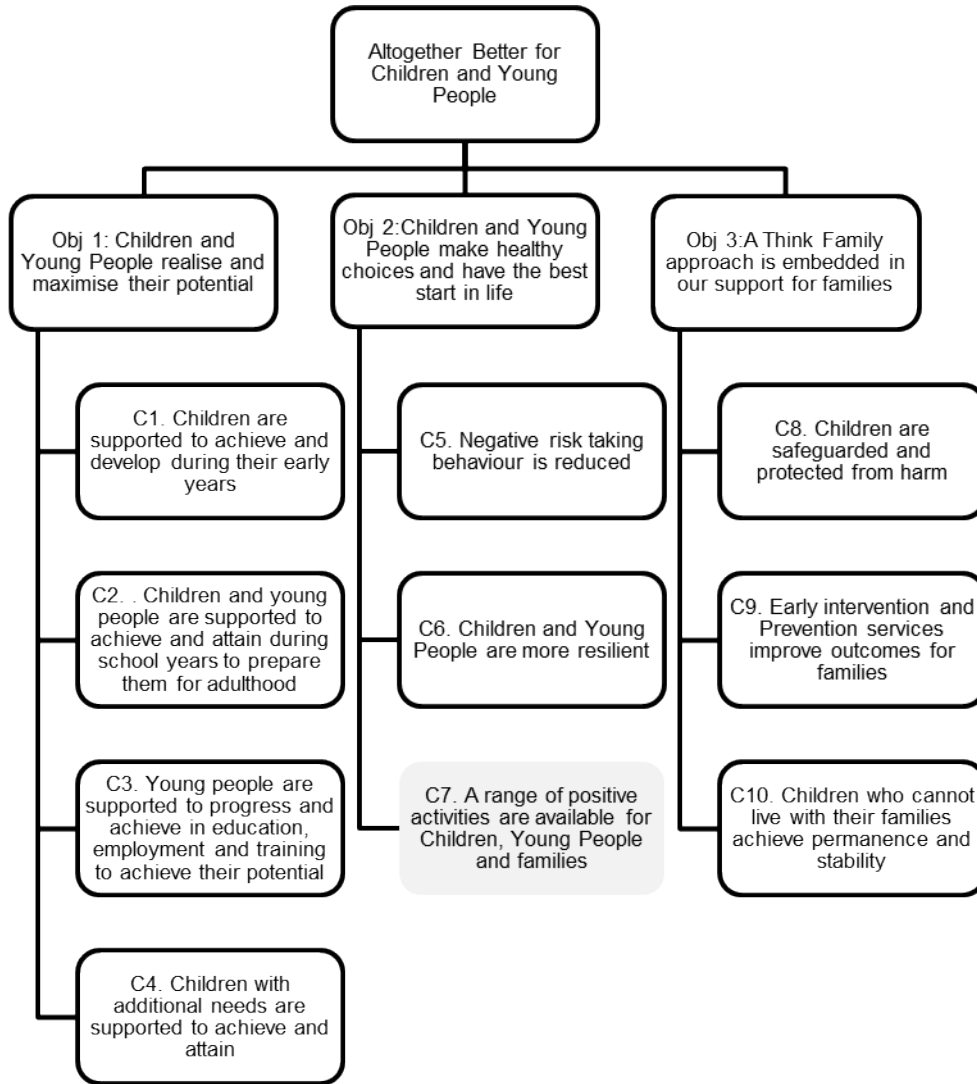 Altogether Better for
Children and Young
People
Obj 1: Children and
Young People realise and
maximise their potential
C1. Children are
supported to achieve and
develop during their early
years
C2. . Children and young
people are supported to
achieve and attain during
school years to prepare
them for adulthood
C3. Young people are
supported to progress and
achieve in education,
employment and training
to achieve their potential
C4. Children with
additional needs are
supported to achieve and
attain
Obj 2:Children and Young
People make healthy
choices and have the best
start in life
C5. Negative risk taking
behaviour is reduced
C6. Children and Young
People are more resilient
C7. A range of positive
activities are available for
Children, Young People
and families
Obj 3:A Think Family
approach is embedded in
our support for families
C8. Children are
safeguarded and
protected from harm
C9. Early intervention and
Prevention services
improve outcomes for
families
C10. Children who cannot
live with their families
achieve permanence and
stability